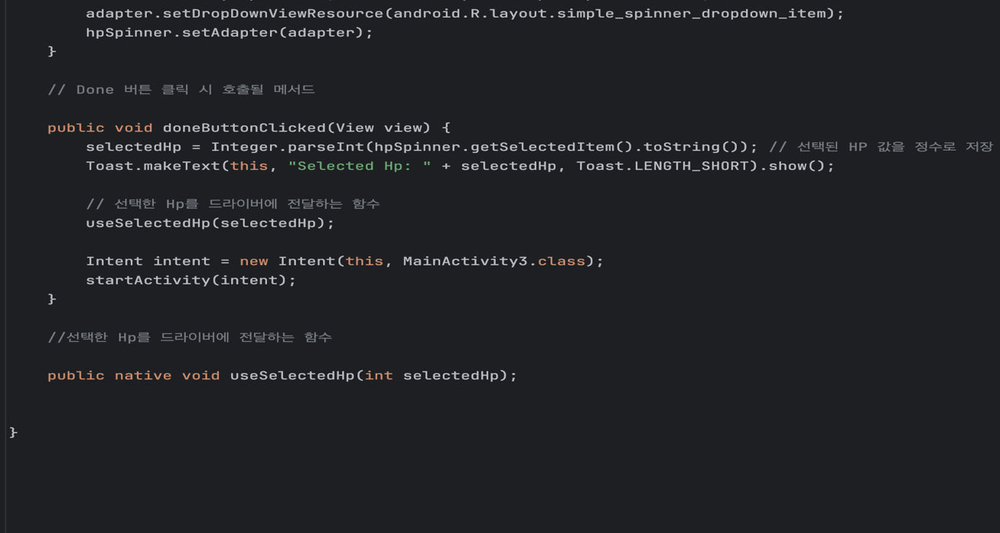 adapter.setDropDownViewResource(android.R.layout.simple_spinner_dropdown_item);
hpSpinner.setAdapter(adapter);
}
// Done 버튼 클릭 시 호출될 메서드
public void doneButtonClicked(View view) {
selectedHp = Integer.parseInt(hpSpinner.getSelectedItem().toString()); // 선택된 HP 값을 정수로 저장
Toast.makeText(this, "Selected Hp: " + selectedHp, Toast.LENGTH_SHORT).show();
// 선택한 Hp를 드라이버에 전달하는 함수
useSelectedHp(selectedHp);
Intent intent = new Intent(this, MainActivity3.class);
startActivity(intent);
}
//선택한 Hp를 드라이버에 전달하는 함수
public native void useSelectedHp(int selectedHp);
}